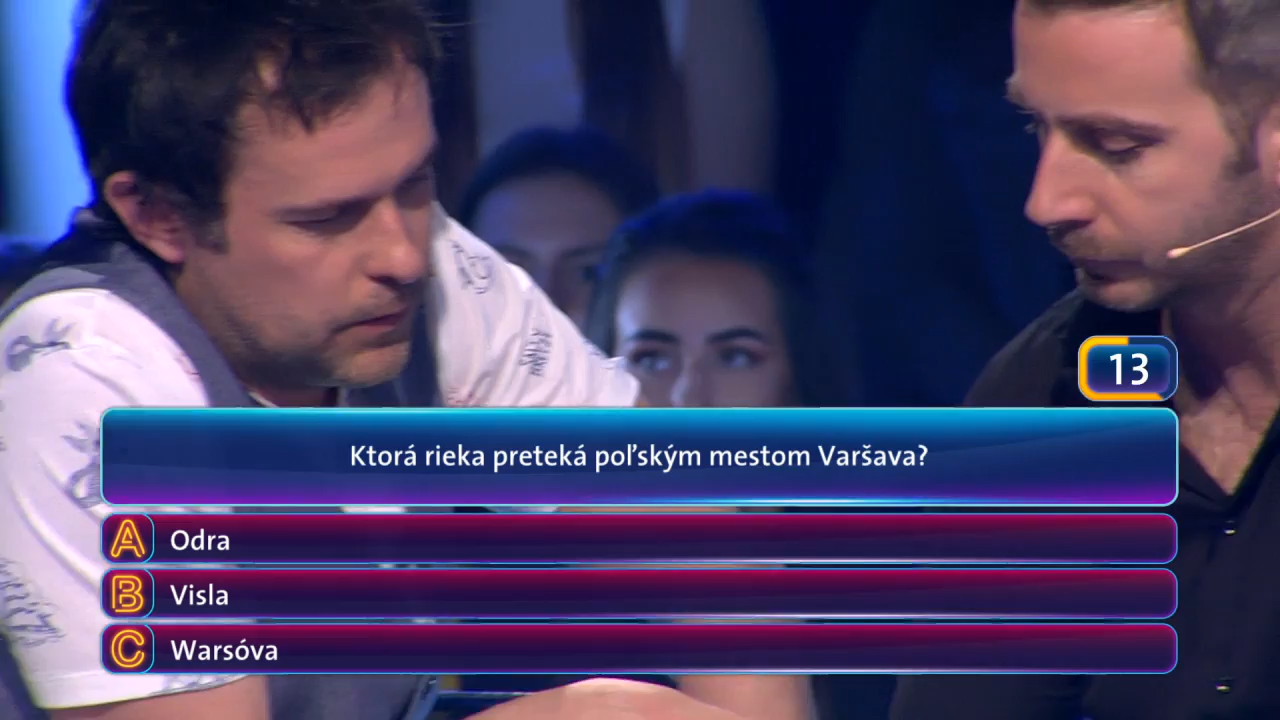 13
Ktorá rieka preteká poľským mestom Varšava?
A Odra
B Visla
C Warsóva